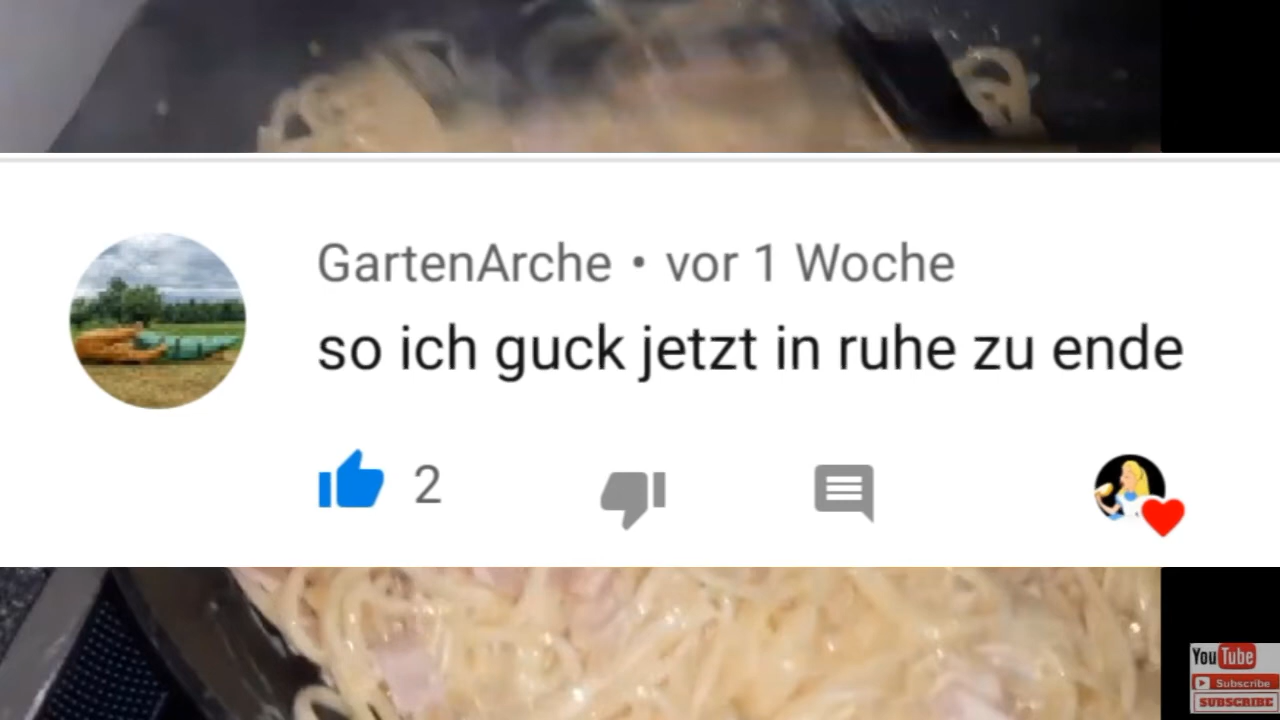 GartenArche • vor 1 Woche
so ich guck jetzt in ruhe zu ende
2
YouTube
Subscribe
SUBSCRIBE